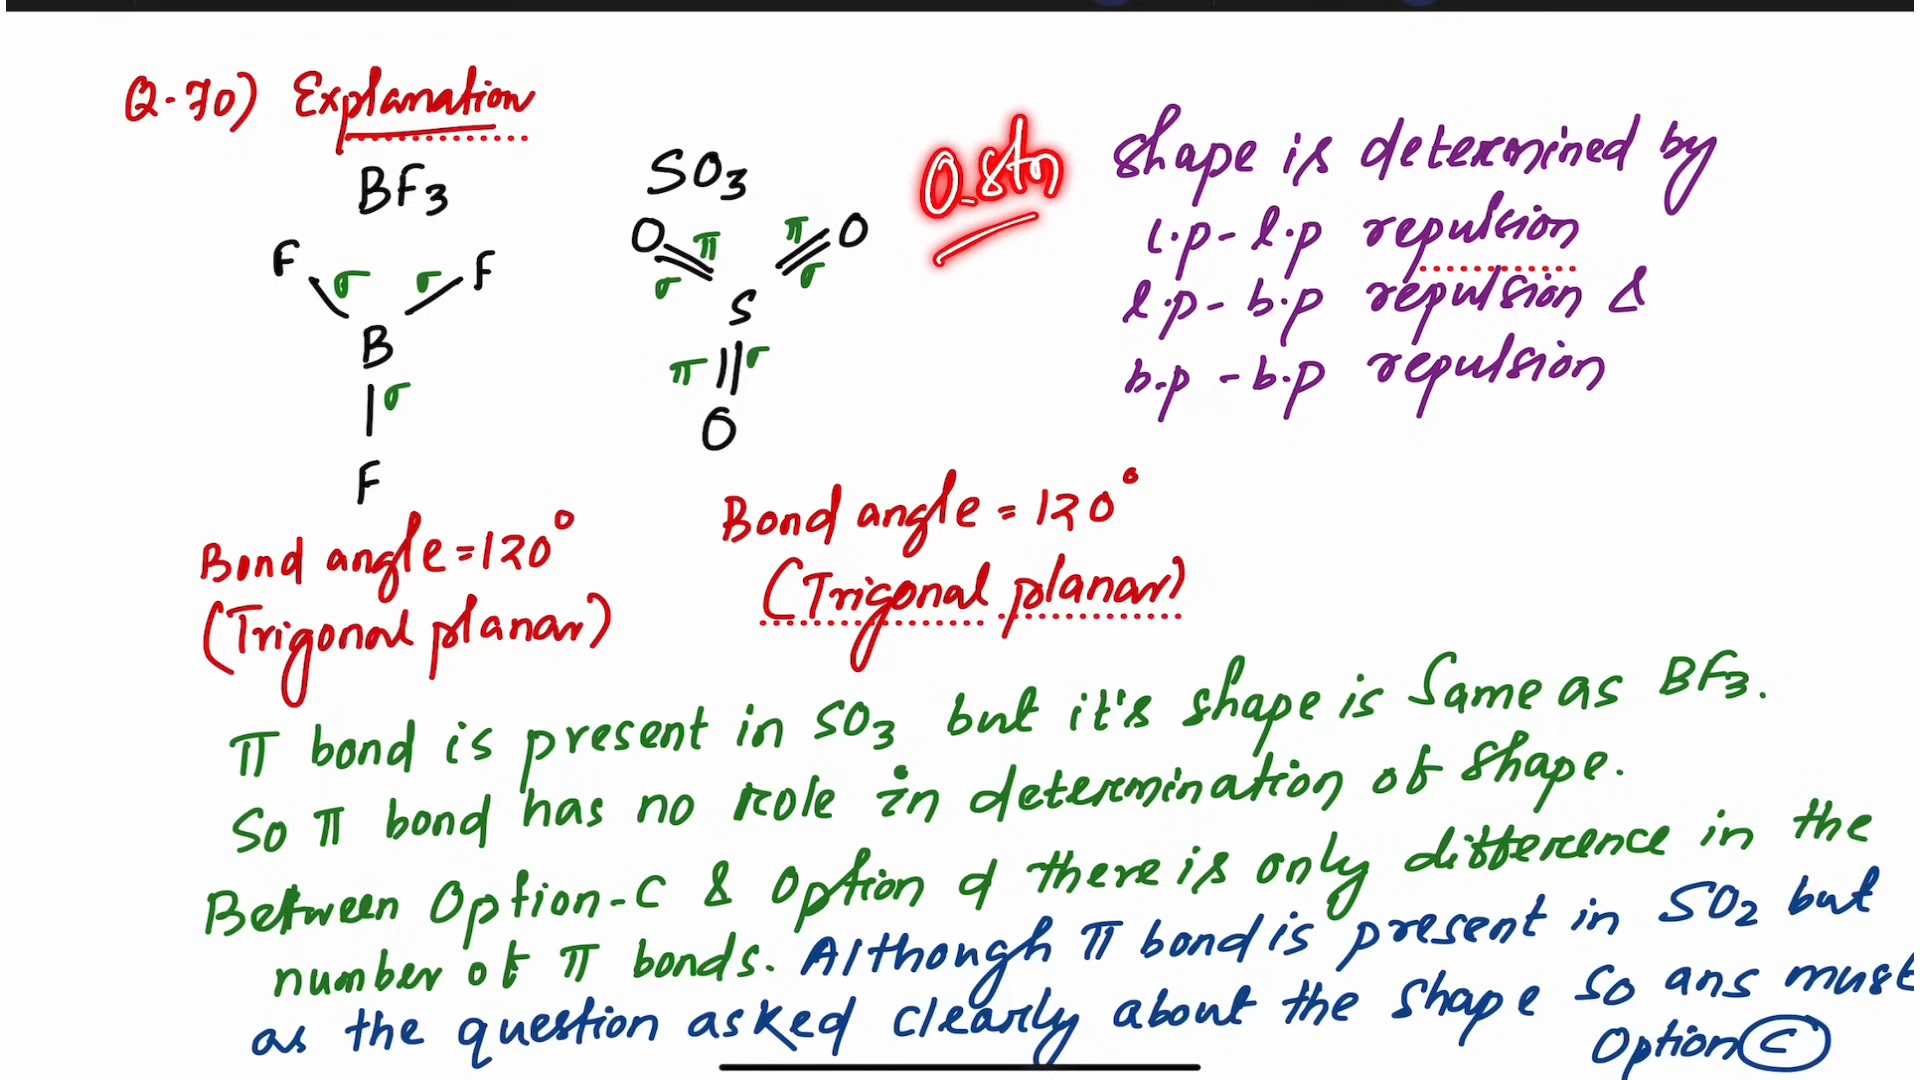 Q.70) Explanation
BF3
F σ σ F
B
σ
F
Bond angle = 120°
(Trigonal planar)
SO3
O π π O
σ σ
S
π σ
O
Bond angle = 120°
(Trigonal planar)
shape is determined by
l.p - l.p repulsion
l.p - b.p repulsion &
b.p - b.p repulsion
π bond is present in SO3 but it's shape is same as BF3.
So π bond has no role in determination of shape.
Between Option-C & option d there is only difference in the
number of π bonds. Although π bond is present in SO2 but
as the question asked clearly about the shape so ans must
Option C